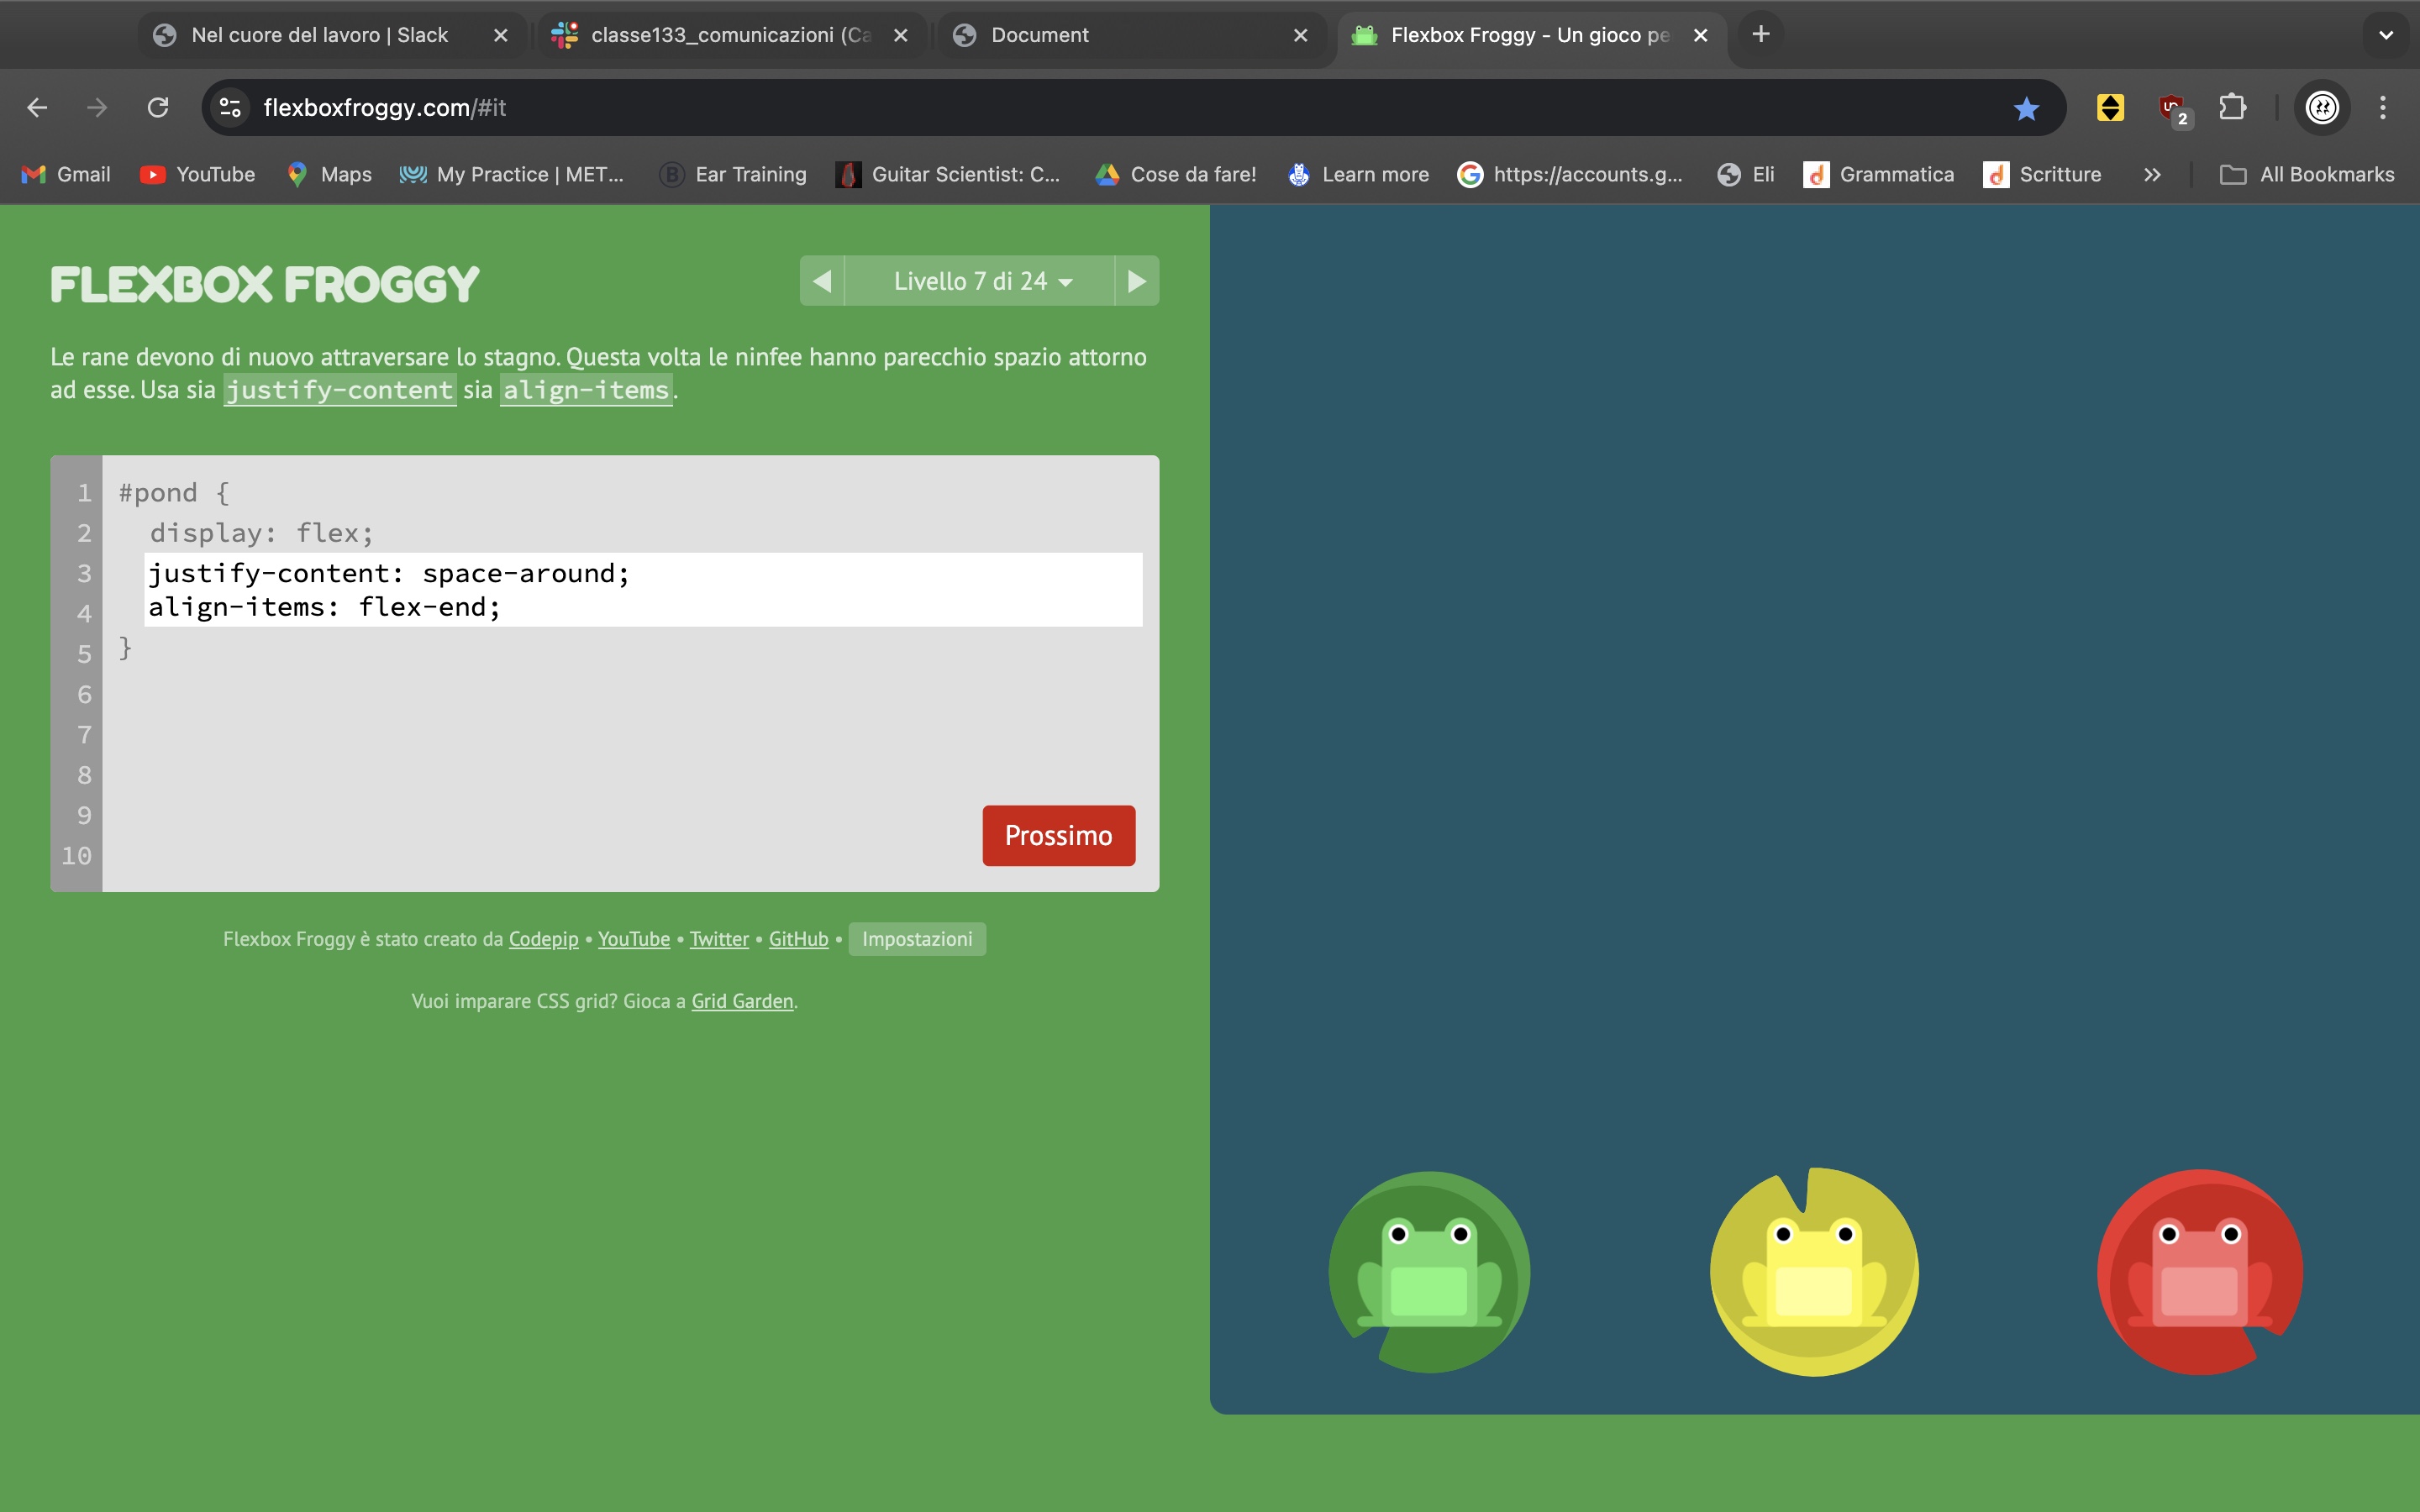 Nel cuore del lavoro | Slack
classe133_comunicazioni (Ca
Document
Flexbox Froggy - Un gioco pe
flexboxfroggy.com/#it
2
Gmail
YouTube
Maps
My Practice | MET...
B
Ear Training
Guitar Scientist: C...
Cose da fare!
Learn more
https://accounts.g...
Eli
d
Grammatica
d
Scritture
All Bookmarks
FLEXBOX FROGGY
Livello 7 di 24
Le rane devono di nuovo attraversare lo stagno. Questa volta le ninfee hanno parecchio spazio attorno
ad esse. Usa sia justify-content sia align-items.
1 #pond {
2 display: flex;
3 justify-content: space-around;
4 align-items: flex-end;
5 }
6
7
8
9
10
Prossimo
Flexbox Froggy è stato creato da Codepip • YouTube • Twitter • GitHub • Impostazioni
Vuoi imparare CSS grid? Gioca a Grid Garden.